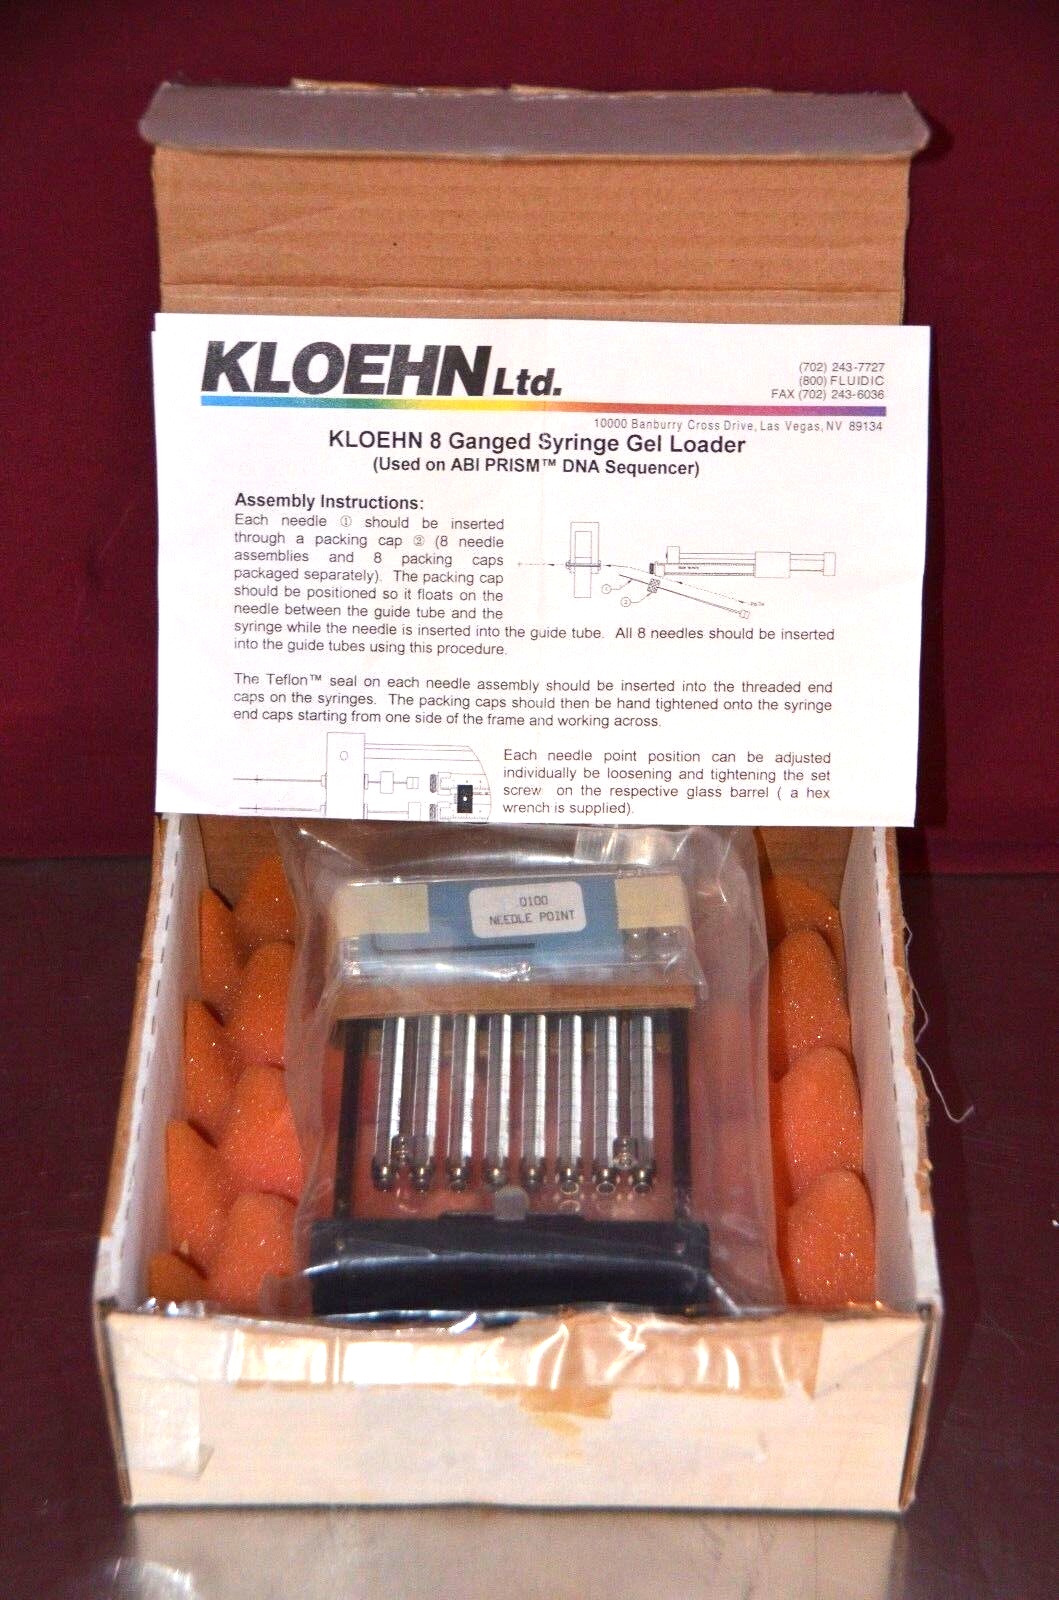 KLOEHN Ltd.
(702) 243-7727
(800) FLUIDIC
FAX (702) 243-6036
10000 Banburry Cross Drive, Las Vegas, NV 89134
KLOEHN 8 Ganged Syringe Gel Loader
(Used on ABI PRISM™ DNA Sequencer)
Assembly Instructions:
Each needle ① should be inserted
through a packing cap ② (8 needle
assemblies and 8 packing caps
packaged separately). The packing cap
should be positioned so it floats on the
needle between the guide tube and the
syringe while the needle is inserted into the guide tube. All 8 needles should be inserted
into the guide tubes using this procedure.
The Teflon™ seal on each needle assembly should be inserted into the threaded end
caps on the syringes. The packing caps should then be hand tightened onto the syringe
end caps starting from one side of the frame and working across.
Each needle point position can be adjusted
individually be loosening and tightening the set
screw on the respective glass barrel ( a hex
wrench is supplied).
① ②
0100
NEEDLE POINT